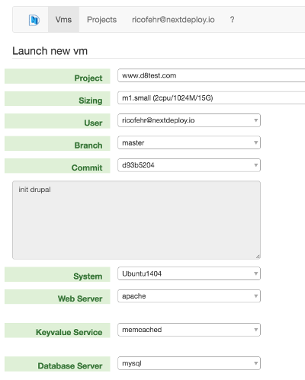 Vms Projects ricofehr@nextdeploy.io ?
Launch new vm
Project www.d8test.com
Sizing m1.small (2cpu/1024M/15G)
User ricofehr@nextdeploy.io
Branch master
Commit d93b5204
init drupal
System Ubuntu1404
Web Server apache
Keyvalue Service memcached
Database Server mysql